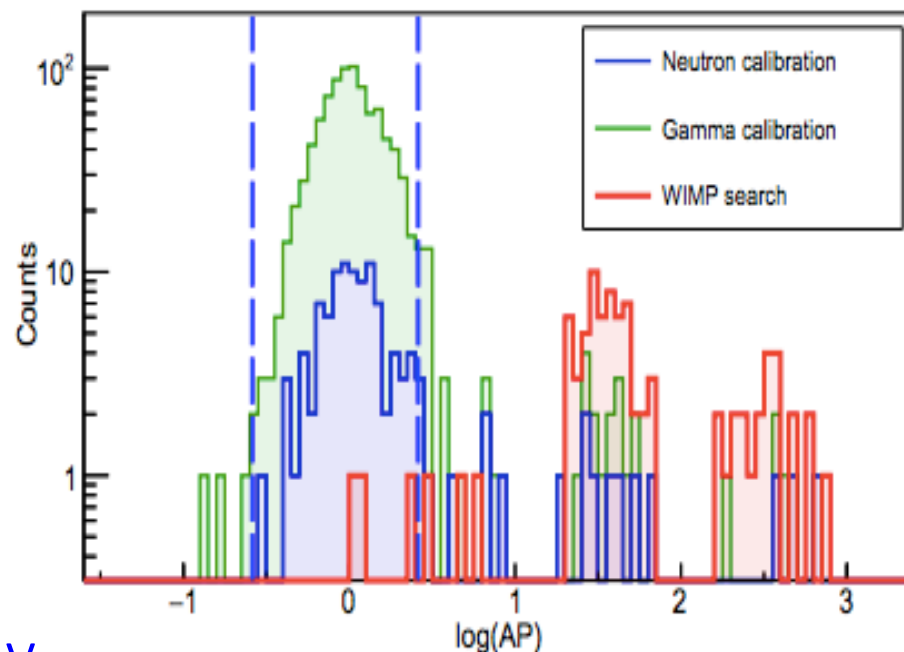 Neutron calibration
Gamma calibration
WIMP search
Counts
10²
10
1
−1
0
1
2
3
log(AP)